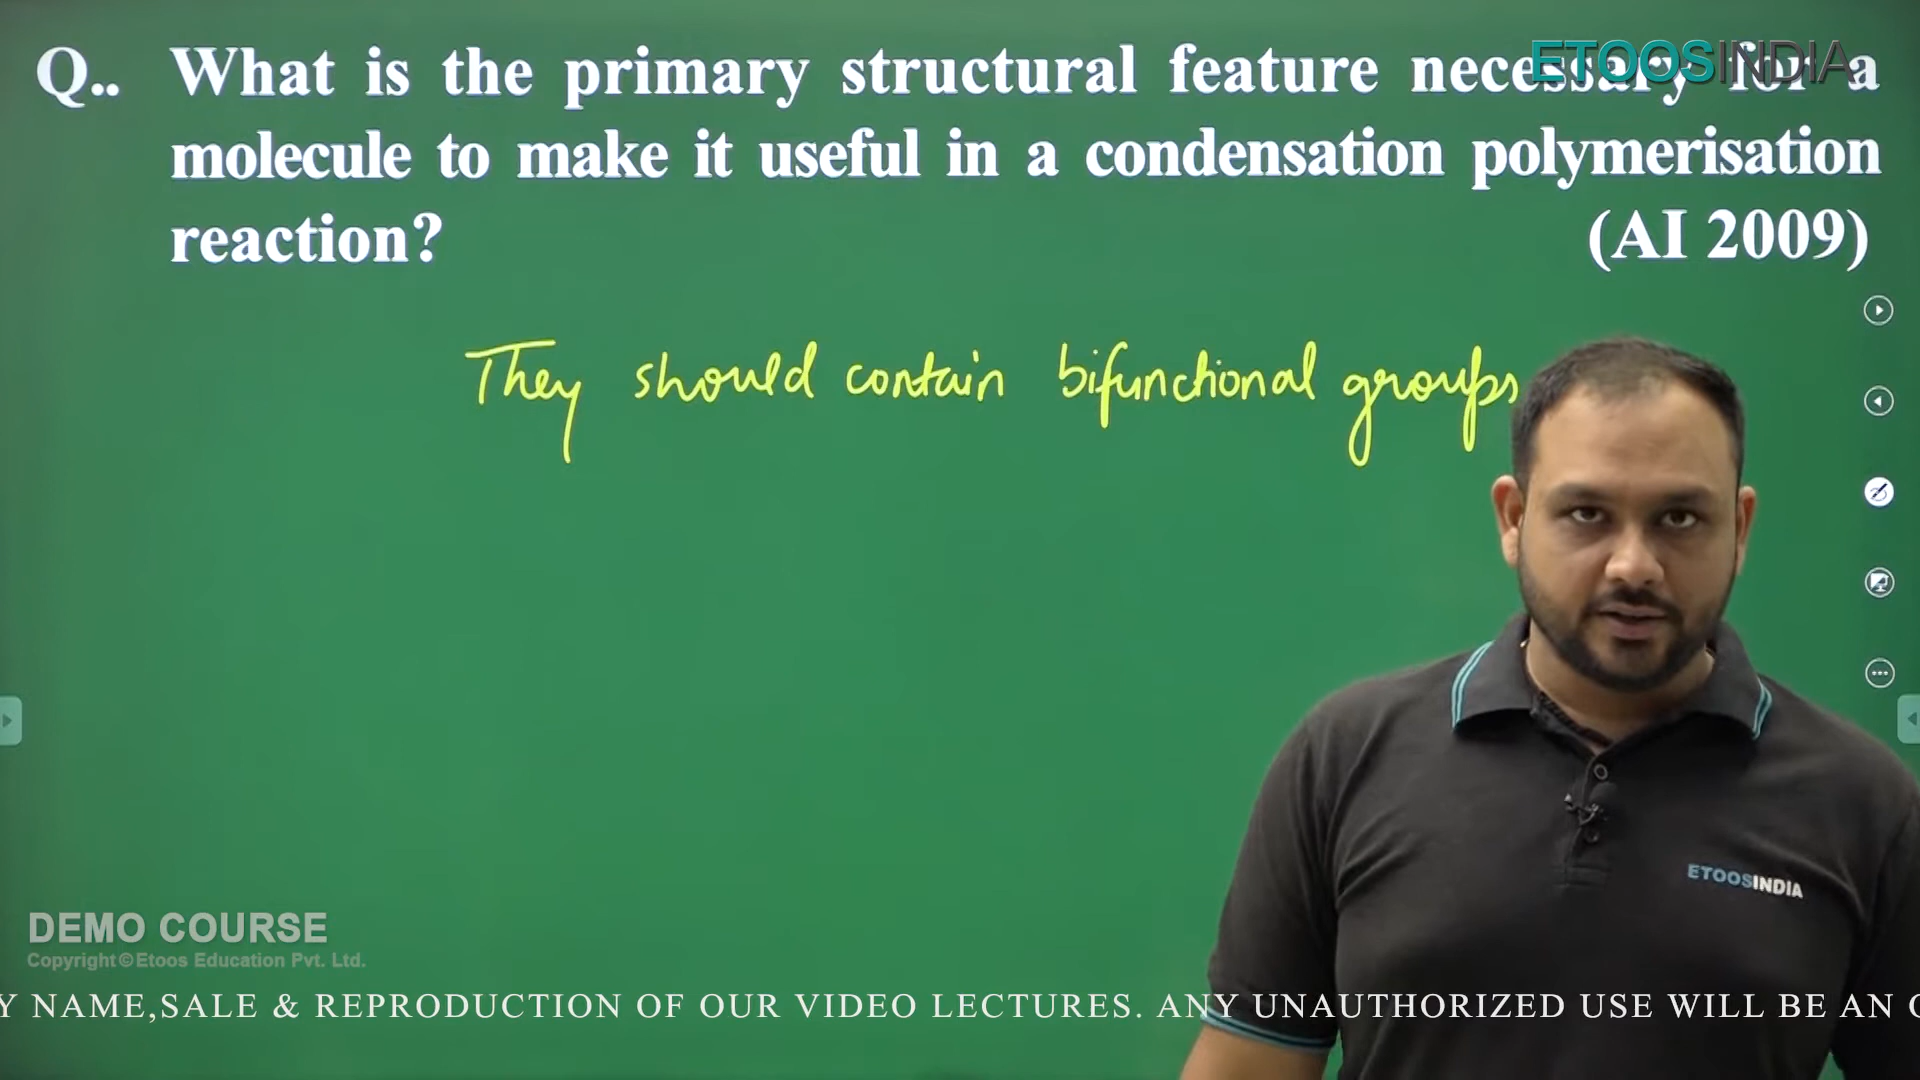 ETOOSINDIA
Q.. What is the primary structural feature necessary for a
molecule to make it useful in a condensation polymerisation
reaction? (AI 2009)
They should contain bifunctional groups
ETOOSINDIA
DEMO COURSE
Copyright © Etoos Education Pvt. Ltd.
Y NAME,SALE & REPRODUCTION OF OUR VIDEO LECTURES. ANY UNAUTHORIZED USE WILL BE AN